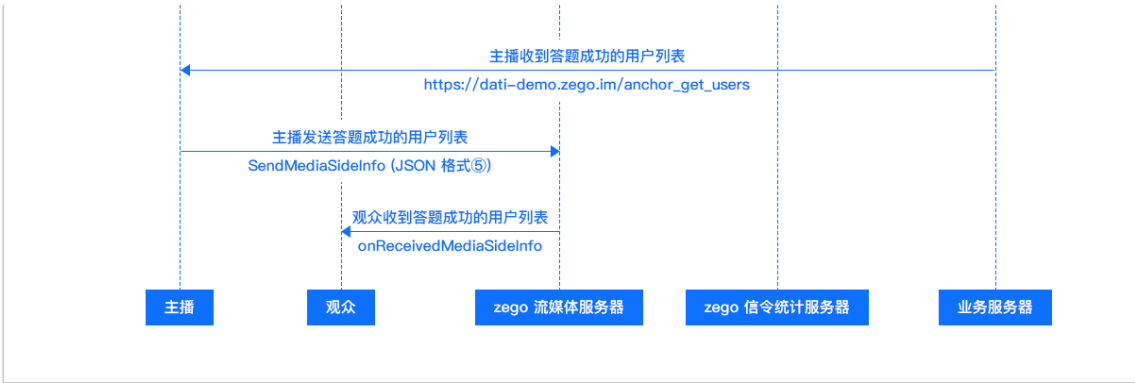 主播收到答题成功的用户列表
https://dati-demo.zego.im/anchor_get_users
主播发送答题成功的用户列表
SendMediaSideInfo (JSON 格式⑤)
观众收到答题成功的用户列表
onReceivedMediaSideInfo
主播
观众
zego 流媒体服务器
zego 信令统计服务器
业务服务器